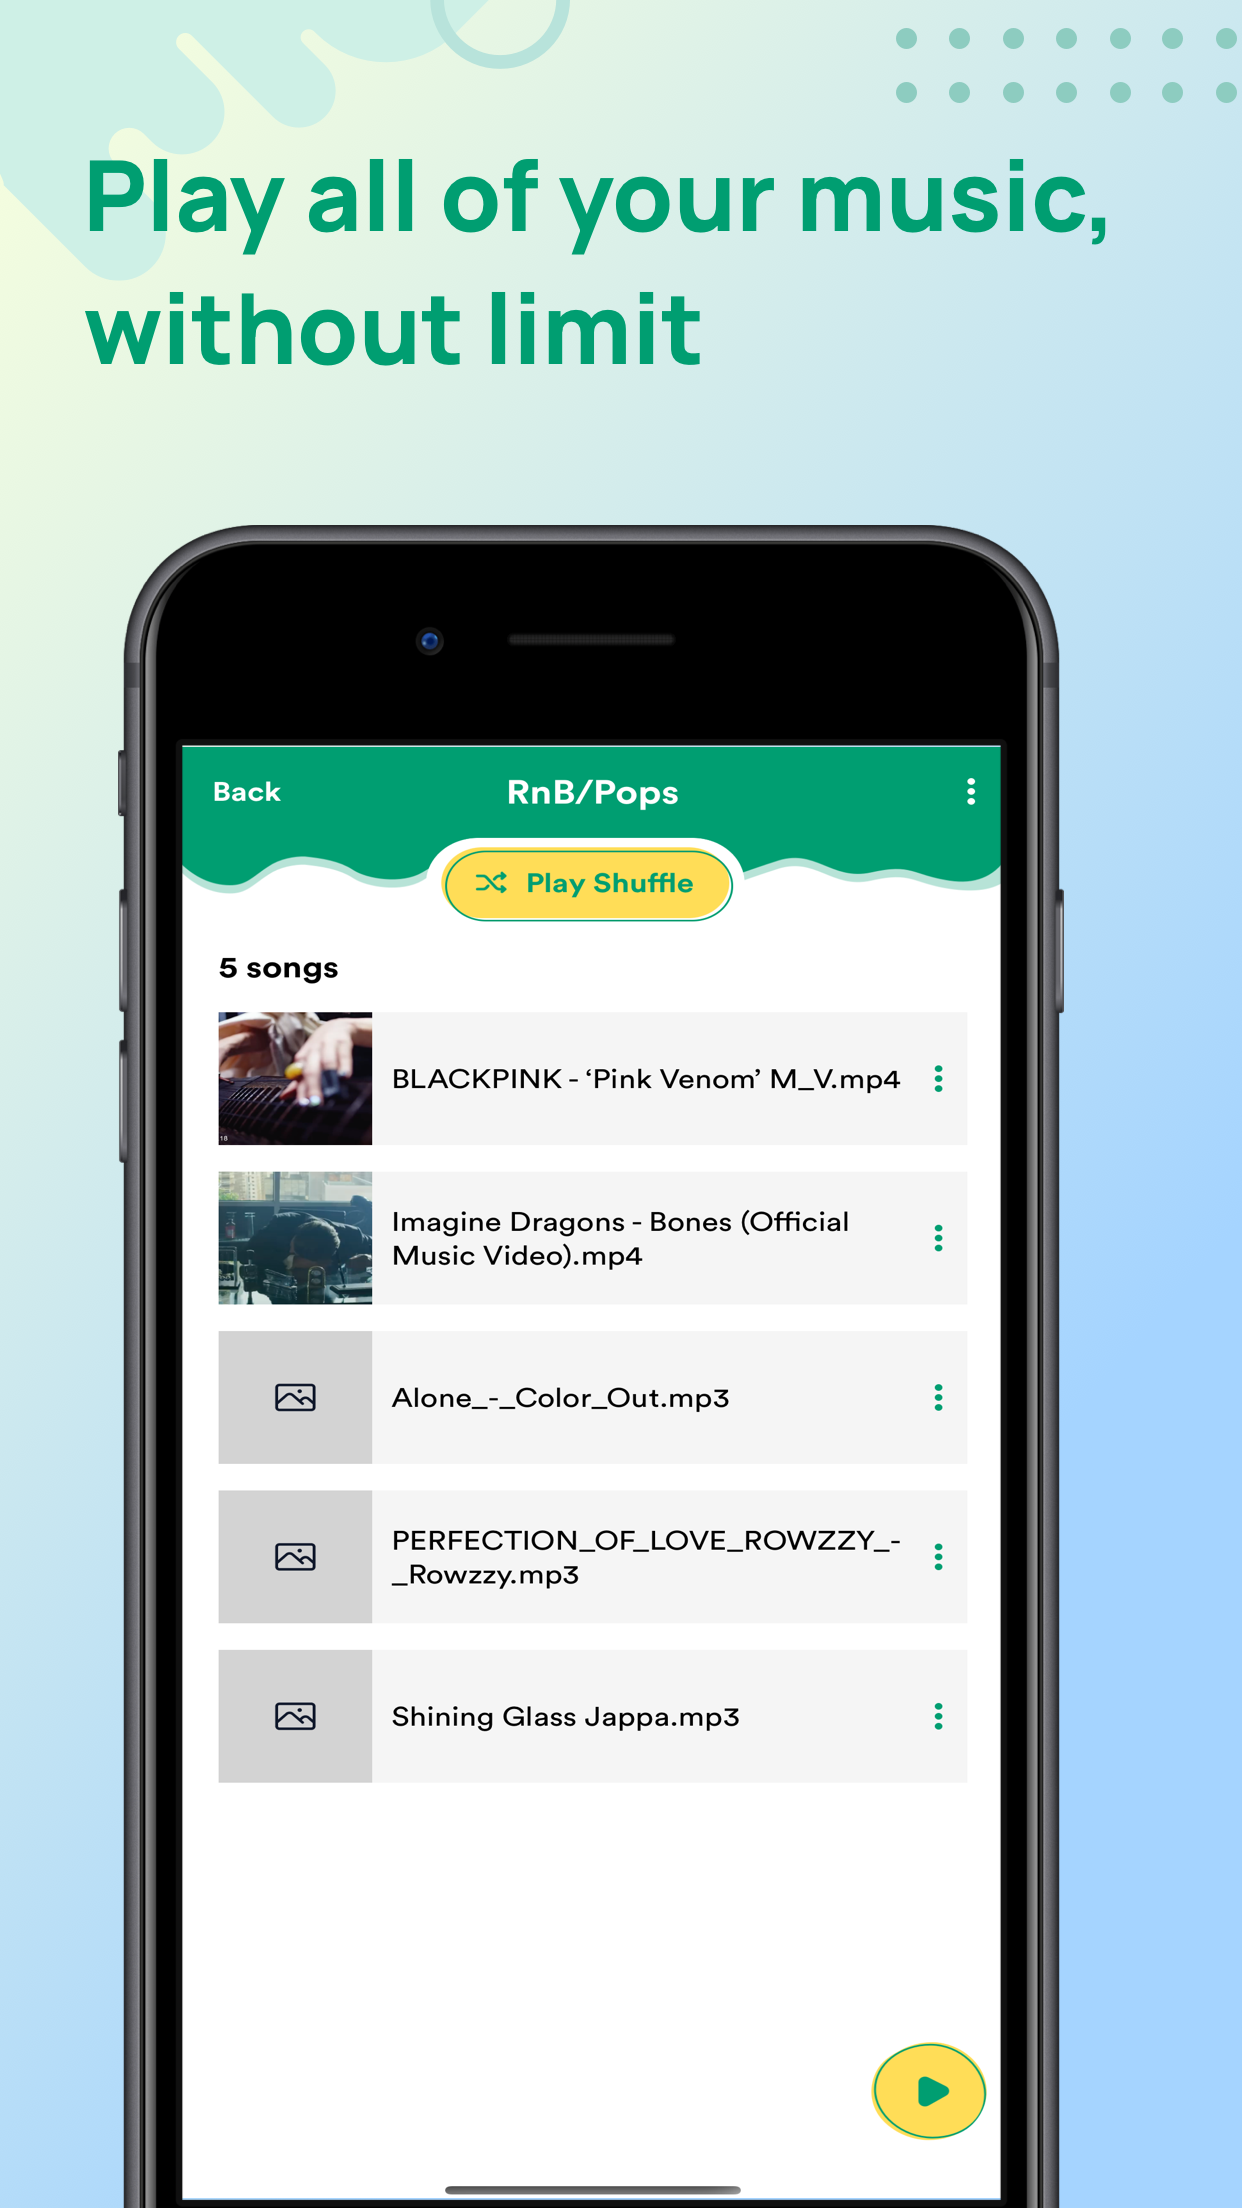 Play all of your music,
without limit
Back
RnB/Pops
Play Shuffle
5 songs
BLACKPINK - ‘Pink Venom’ M_V.mp4
18
Imagine Dragons - Bones (Official
Music Video).mp4
Alone_-_Color_Out.mp3
PERFECTION_OF_LOVE_ROWZZY_-
_Rowzzy.mp3
Shining Glass Jappa.mp3